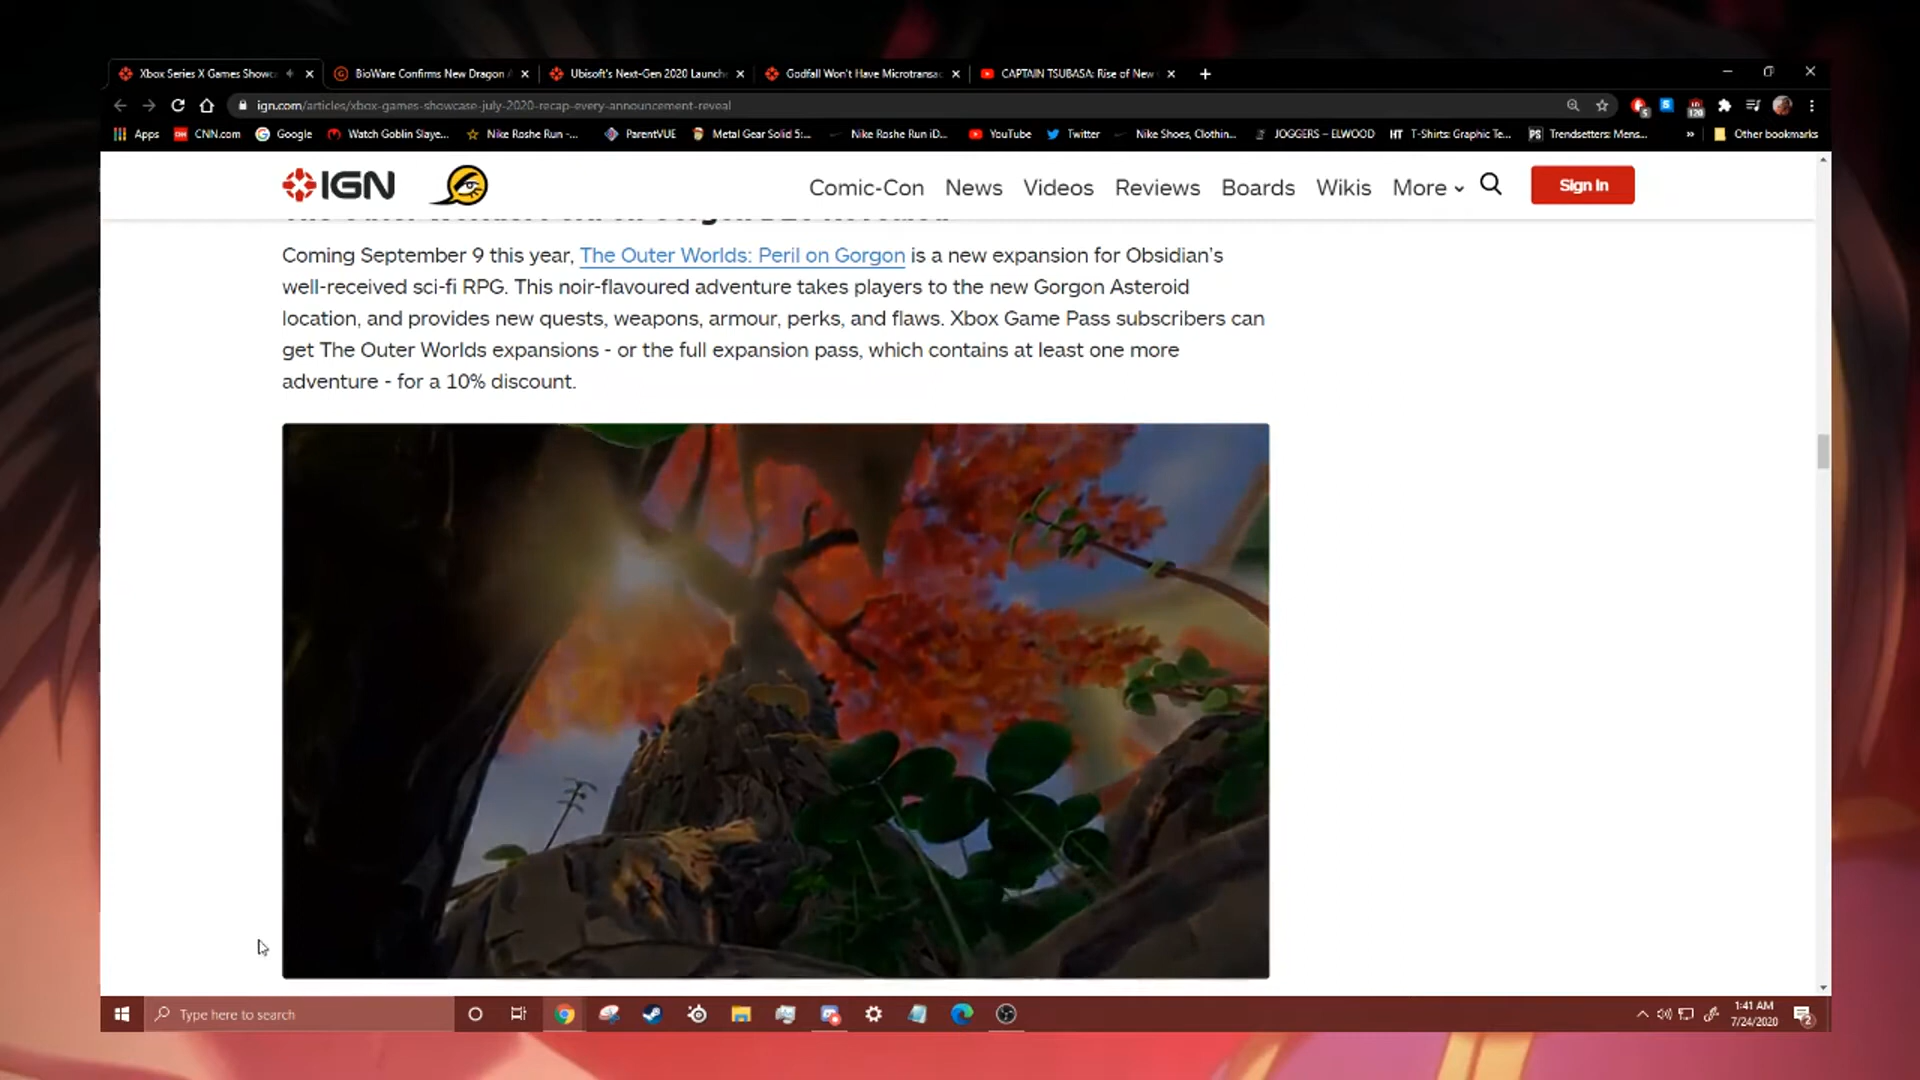 Xbox Series X Games Showc
BioWare Confirms New Dragon
Ubisoft's Next-Gen 2020 Launch
Godfall Won't Have Microtransac
CAPTAIN TSUBASA: Rise of New
ign.com/articles/xbox-games-showcase-july-2020-recap-every-announcement-reveal
Apps CNN.com Google Watch Goblin Slaye... Nike Roshe Run -... ParentVUE Metal Gear Solid 5:... Nike Roshe Run iD... YouTube Twitter Nike Shoes, Clothin... JOGGERS – ELWOOD T-Shirts: Graphic Te... Trendsetters: Mens... » Other bookmarks
IGN
Comic-Con News Videos Reviews Boards Wikis More
Sign In
Coming September 9 this year, The Outer Worlds: Peril on Gorgon is a new expansion for Obsidian's
well-received sci-fi RPG. This noir-flavoured adventure takes players to the new Gorgon Asteroid
location, and provides new quests, weapons, armour, perks, and flaws. Xbox Game Pass subscribers can
get The Outer Worlds expansions - or the full expansion pass, which contains at least one more
adventure - for a 10% discount.
Type here to search
1:41 AM
7/24/2020